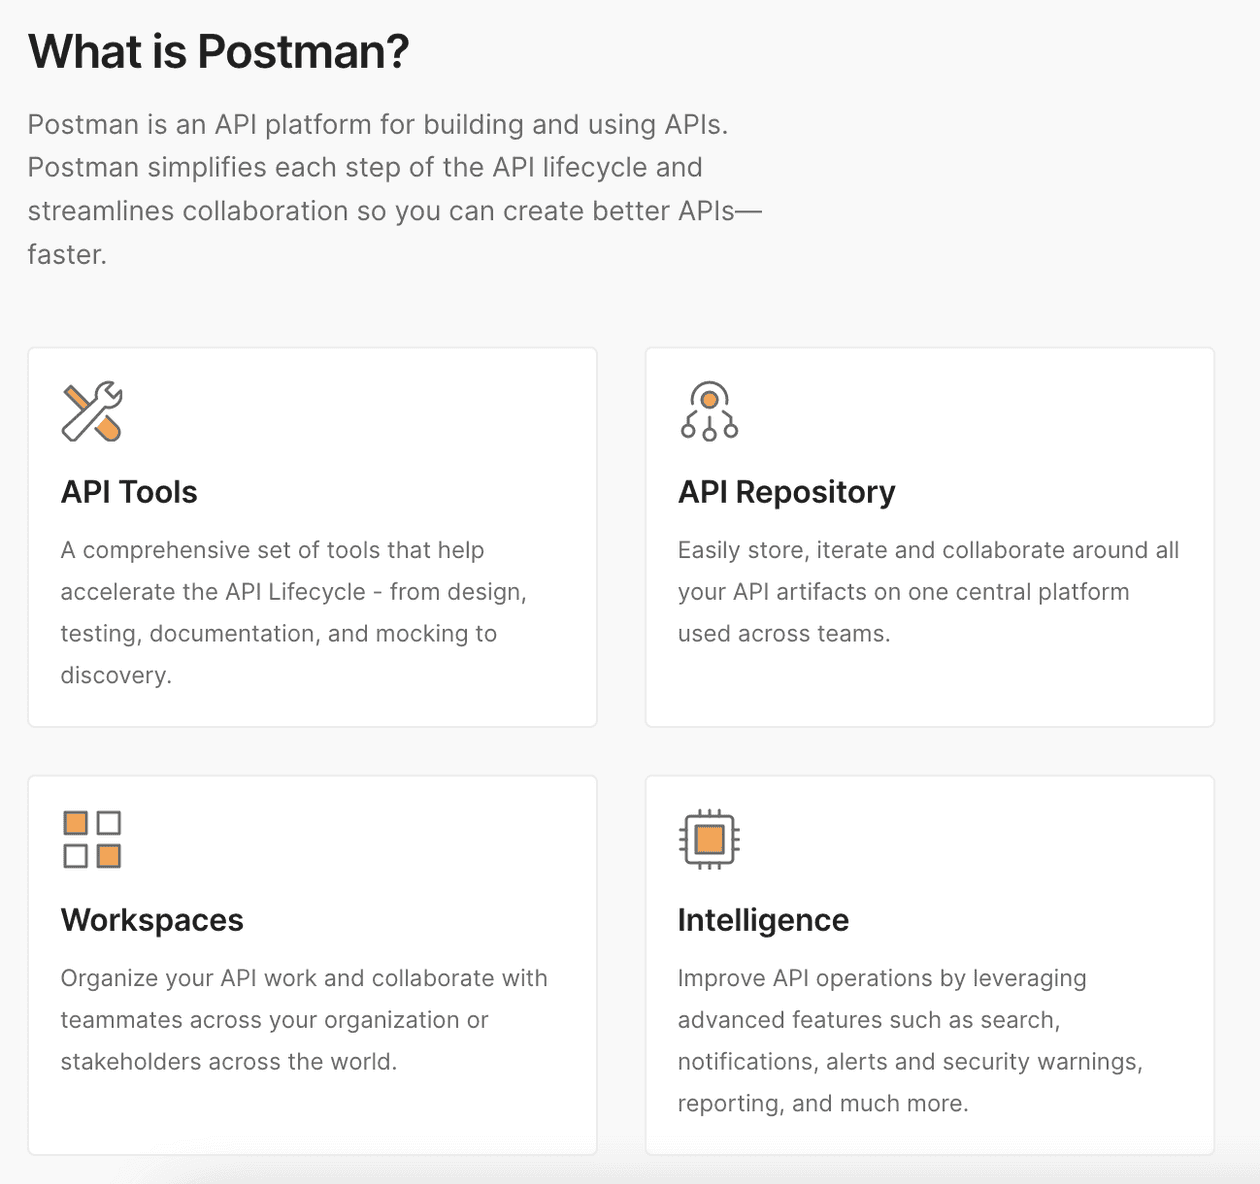 What is Postman?
Postman is an API platform for building and using APIs.
Postman simplifies each step of the API lifecycle and
streamlines collaboration so you can create better APIs—
faster.
API Tools
A comprehensive set of tools that help
accelerate the API Lifecycle - from design,
testing, documentation, and mocking to
discovery.
API Repository
Easily store, iterate and collaborate around all
your API artifacts on one central platform
used across teams.
Workspaces
Organize your API work and collaborate with
teammates across your organization or
stakeholders across the world.
Intelligence
Improve API operations by leveraging
advanced features such as search,
notifications, alerts and security warnings,
reporting, and much more.